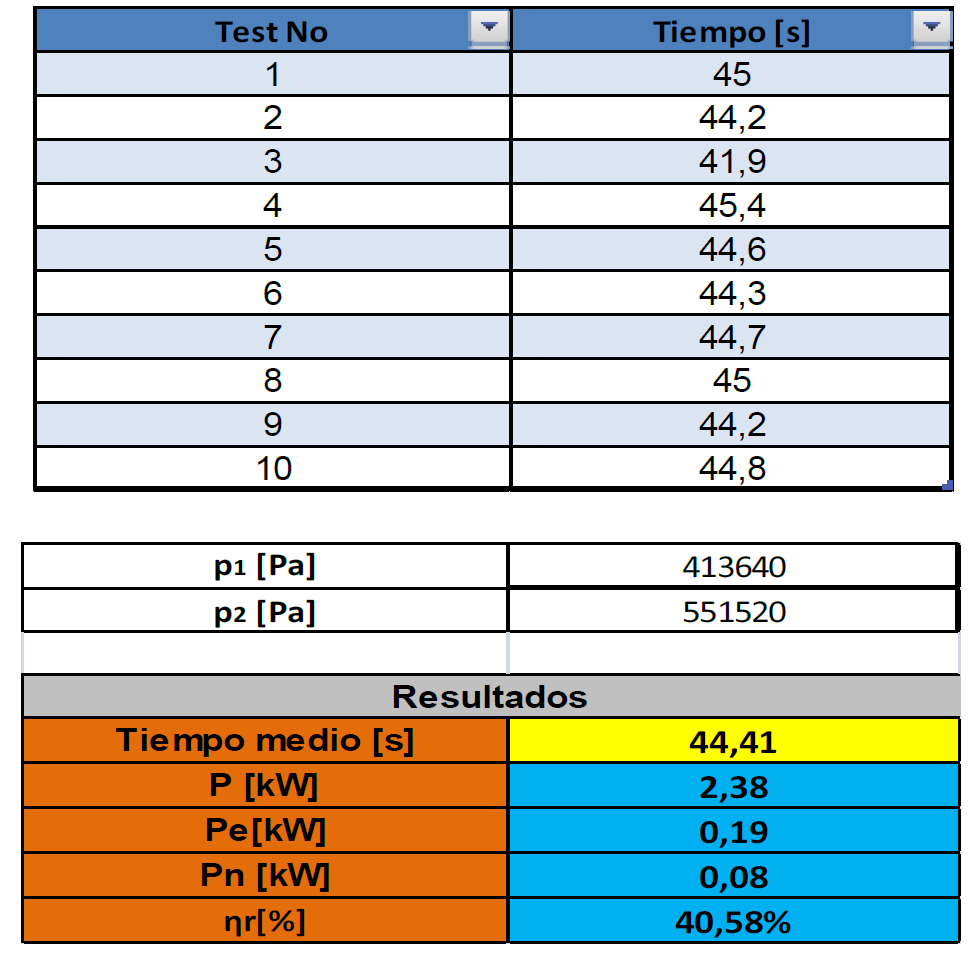 Test No Tiempo [s]
1 45
2 44,2
3 41,9
4 45,4
5 44,6
6 44,3
7 44,7
8 45
9 44,2
10 44,8
p1 [Pa] 413640
p2 [Pa] 551520
Resultados
Tiempo medio [s] 44,41
P [kW] 2,38
Pe[kW] 0,19
Pn [kW] 0,08
ηr[%] 40,58%